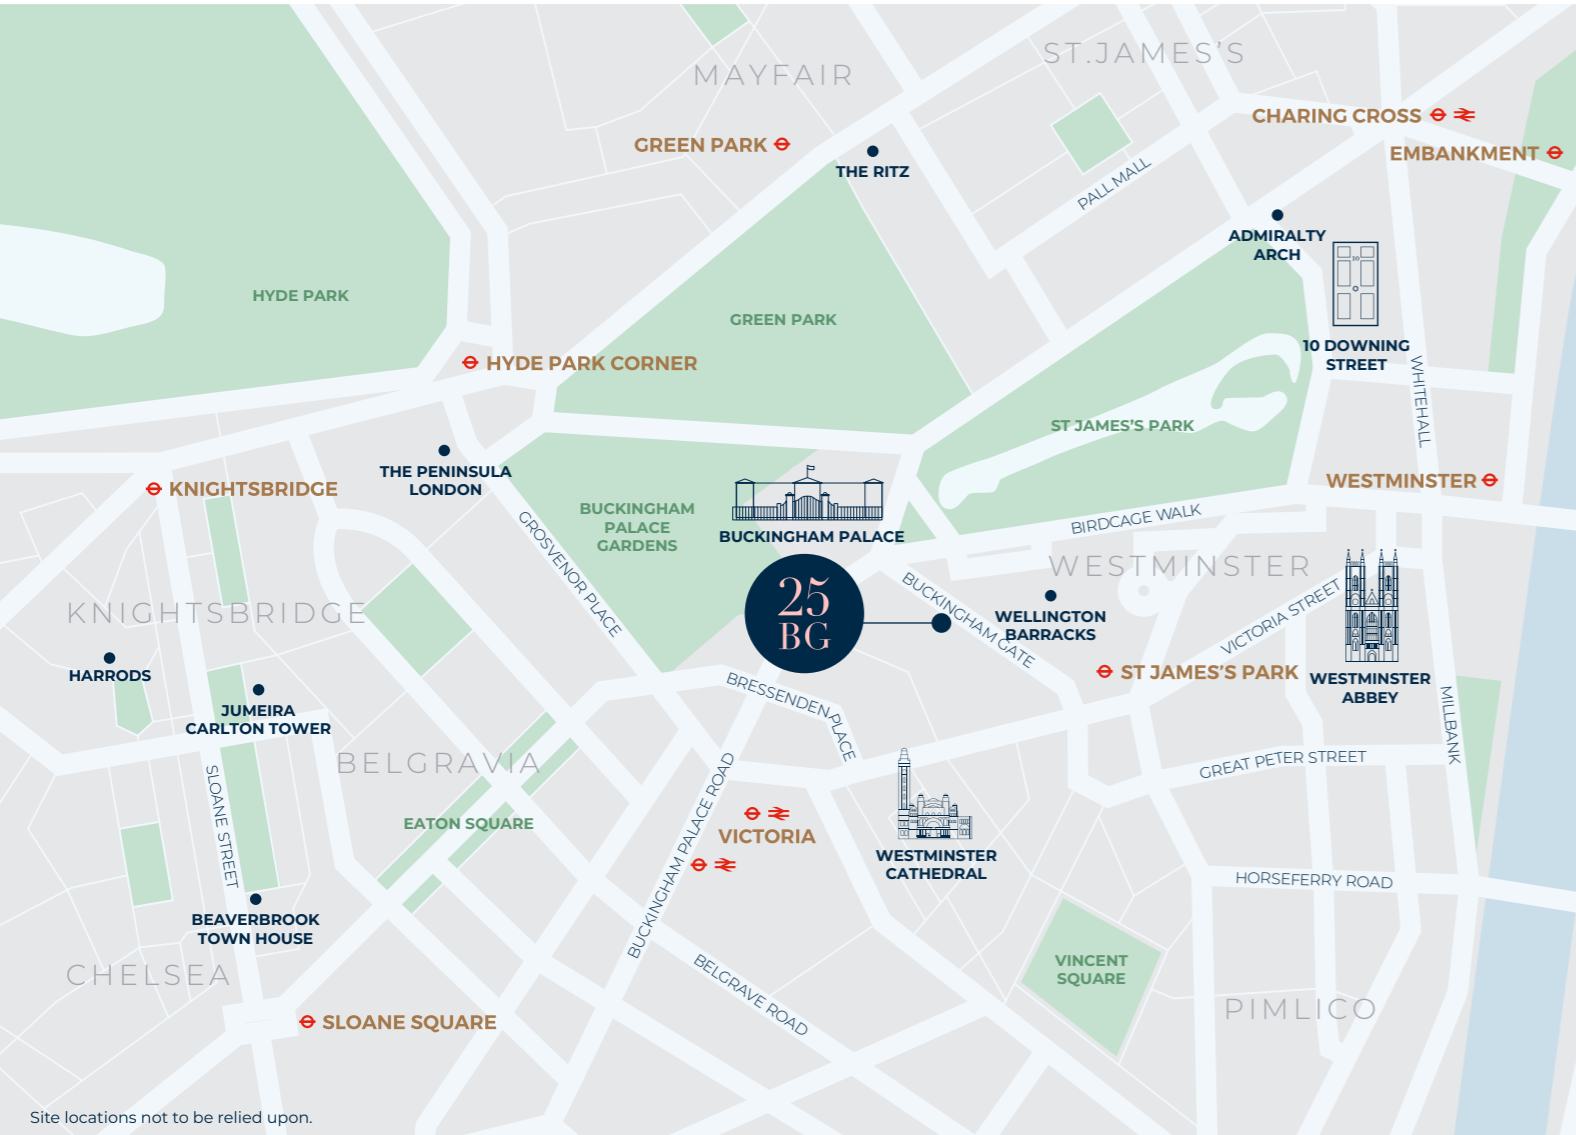 MAYFAIR
ST.JAMES'S
CHARING CROSS
GREEN PARK
EMBANKMENT
THE RITZ
PALL MALL
ADMIRALTY
ARCH
10
HYDE PARK
GREEN PARK
10 DOWNING
STREET
HYDE PARK CORNER
WHITEHALL
ST JAMES'S PARK
THE PENINSULA
LONDON
KNIGHTSBRIDGE
WESTMINSTER
BUCKINGHAM
PALACE
GARDENS
GROSVENOR PLACE
BUCKINGHAM PALACE
BIRDCAGE WALK
WESTMINSTER
25
BG
BUCKINGHAM GATE
WELLINGTON
BARRACKS
VICTORIA STREET
KNIGHTSBRIDGE
HARRODS
ST JAMES'S PARK
WESTMINSTER
ABBEY
JUMEIRA
CARLTON TOWER
BRESSENDEN PLACE
MILLBANK
BELGRAVIA
GREAT PETER STREET
SLOANE STREET
EATON SQUARE
BUCKINGHAM PALACE ROAD
VICTORIA
WESTMINSTER
CATHEDRAL
HORSEFERRY ROAD
BEAVERBROOK
TOWN HOUSE
CHELSEA
BELGRAVE ROAD
VINCENT
SQUARE
PIMLICO
SLOANE SQUARE
Site locations not to be relied upon.